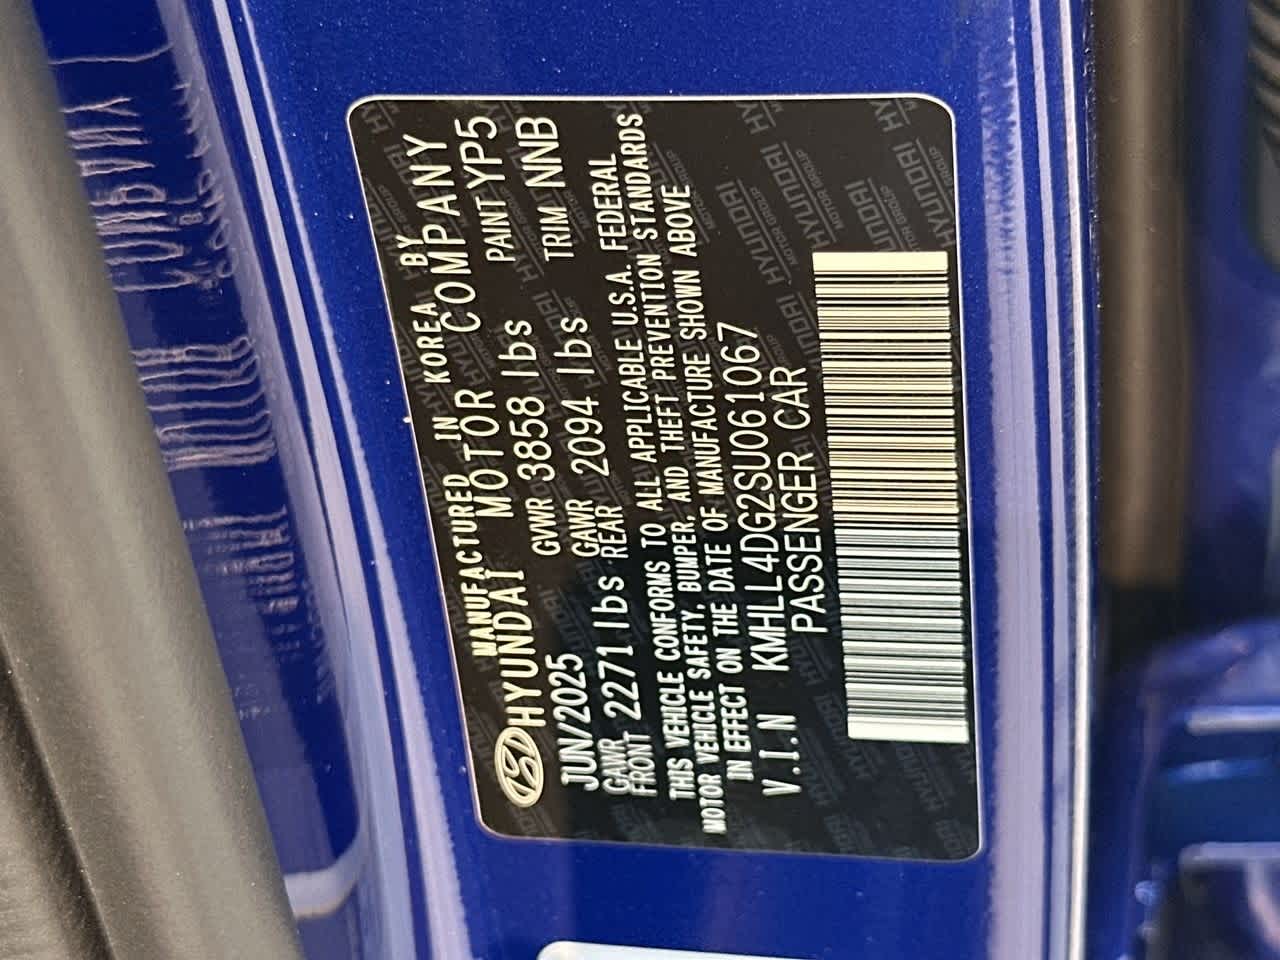 MANUFACTURED IN KOREA BY
HYUNDAI MOTOR COMPANY
JUN/2025 GVWR 3858 lbs PAINT YP5
GAWR FRONT 2271 lbs GAWR REAR 2094 lbs TRIM NNB
THIS VEHICLE CONFORMS TO ALL APPLICABLE U.S.A. FEDERAL
MOTOR VEHICLE SAFETY, BUMPER, AND THEFT PREVENTION STANDARDS
IN EFFECT ON THE DATE OF MANUFACTURE SHOWN ABOVE
V.I.N KMHLL4DG2SU061067
PASSENGER CAR